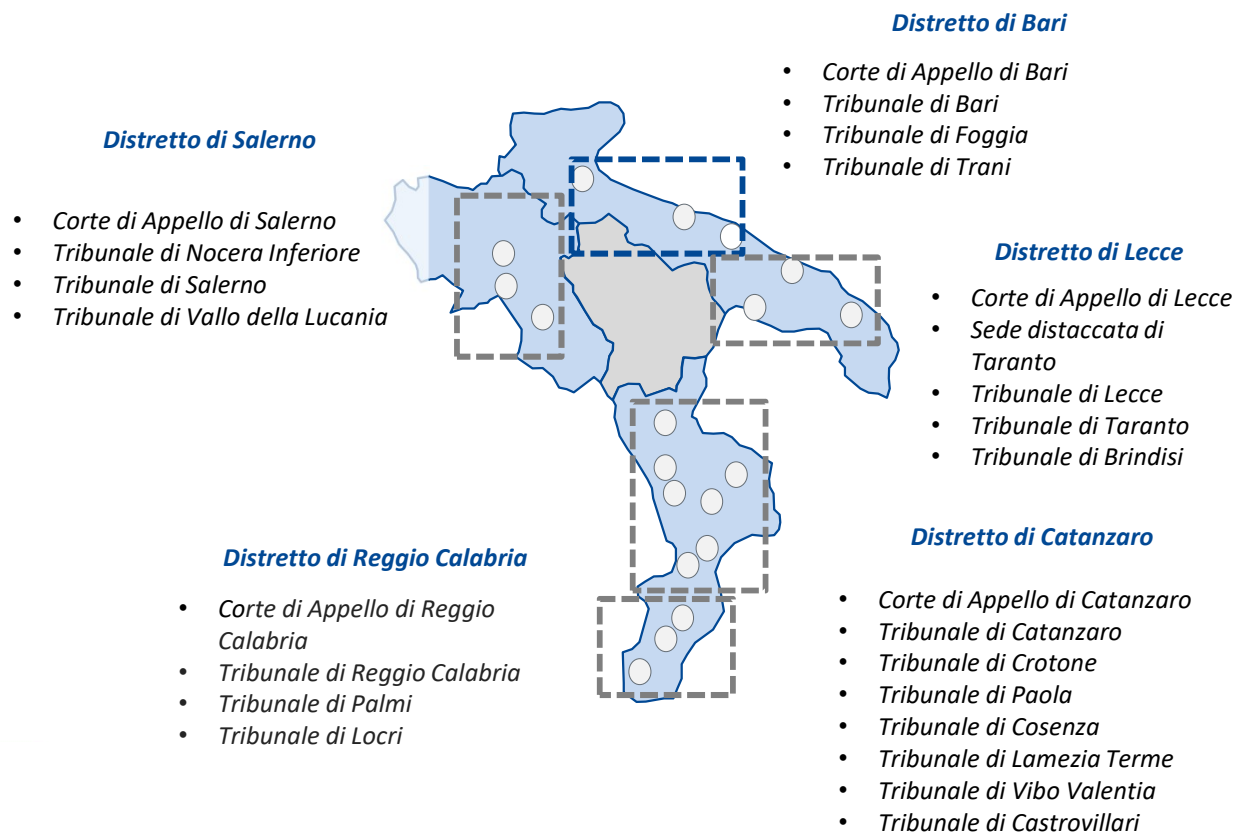 Distretto di Bari
• Corte di Appello di Bari
• Tribunale di Bari
• Tribunale di Foggia
• Tribunale di Trani
Distretto di Salerno
• Corte di Appello di Salerno
• Tribunale di Nocera Inferiore
• Tribunale di Salerno
• Tribunale di Vallo della Lucania
Distretto di Lecce
• Corte di Appello di Lecce
• Sede distaccata di
Taranto
• Tribunale di Lecce
• Tribunale di Taranto
• Tribunale di Brindisi
Distretto di Reggio Calabria
• Corte di Appello di Reggio
Calabria
• Tribunale di Reggio Calabria
• Tribunale di Palmi
• Tribunale di Locri
Distretto di Catanzaro
• Corte di Appello di Catanzaro
• Tribunale di Catanzaro
• Tribunale di Crotone
• Tribunale di Paola
• Tribunale di Cosenza
• Tribunale di Lamezia Terme
• Tribunale di Vibo Valentia
• Tribunale di Castrovillari